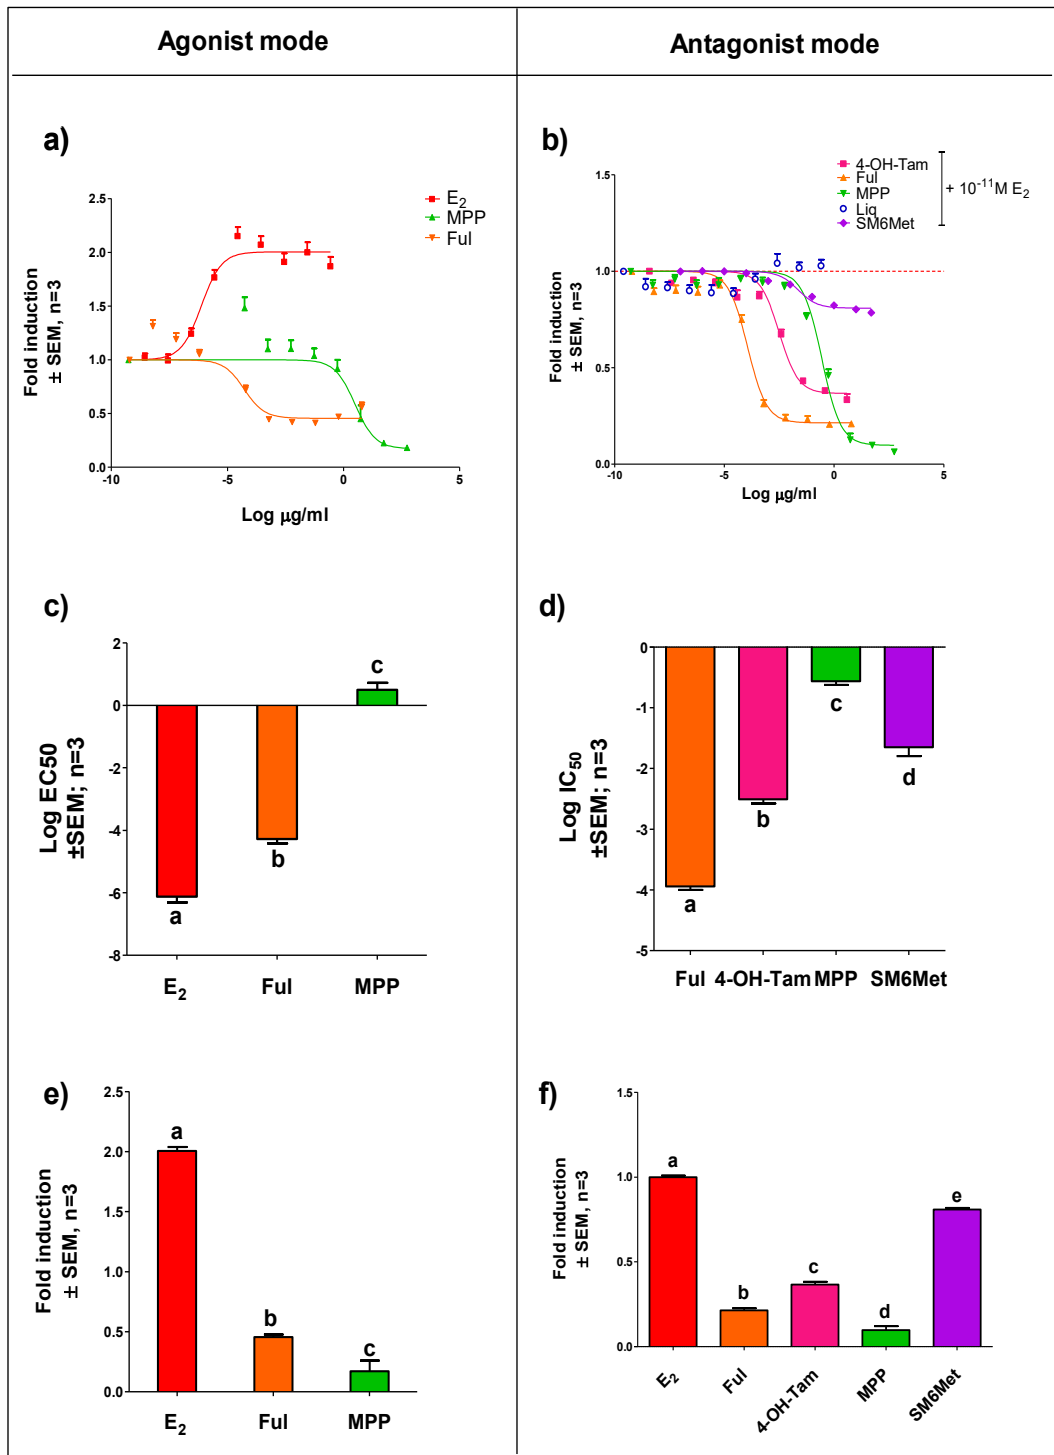 Agonist mode
Antagonist mode
a)
E2
MPP
Ful
2.5
2.0
1.5
1.0
0.5
0.0
-10
-5
0
5
Fold induction
± SEM, n=3
Log µg/ml
b)
4-OH-Tam
Ful
MPP
Liq
SM6Met
+ 10-11M E2
1.5
1.0
0.5
0.0
-10
-5
0
5
Fold induction
± SEM, n=3
Log µg/ml
c)
2
0
-2
-4
-6
-8
Log EC50
±SEM; n=3
a
b
c
E2
Ful
MPP
d)
0
-1
-2
-3
-4
-5
Log IC50
±SEM; n=3
a
b
c
d
Ful
4-OH-Tam
MPP
SM6Met
e)
2.5
2.0
1.5
1.0
0.5
0.0
Fold induction
± SEM, n=3
a
b
c
E2
Ful
MPP
f)
1.5
1.0
0.5
0.0
Fold induction
± SEM, n=3
a
b
c
d
e
E2
Ful
4-OH-Tam
MPP
SM6Met